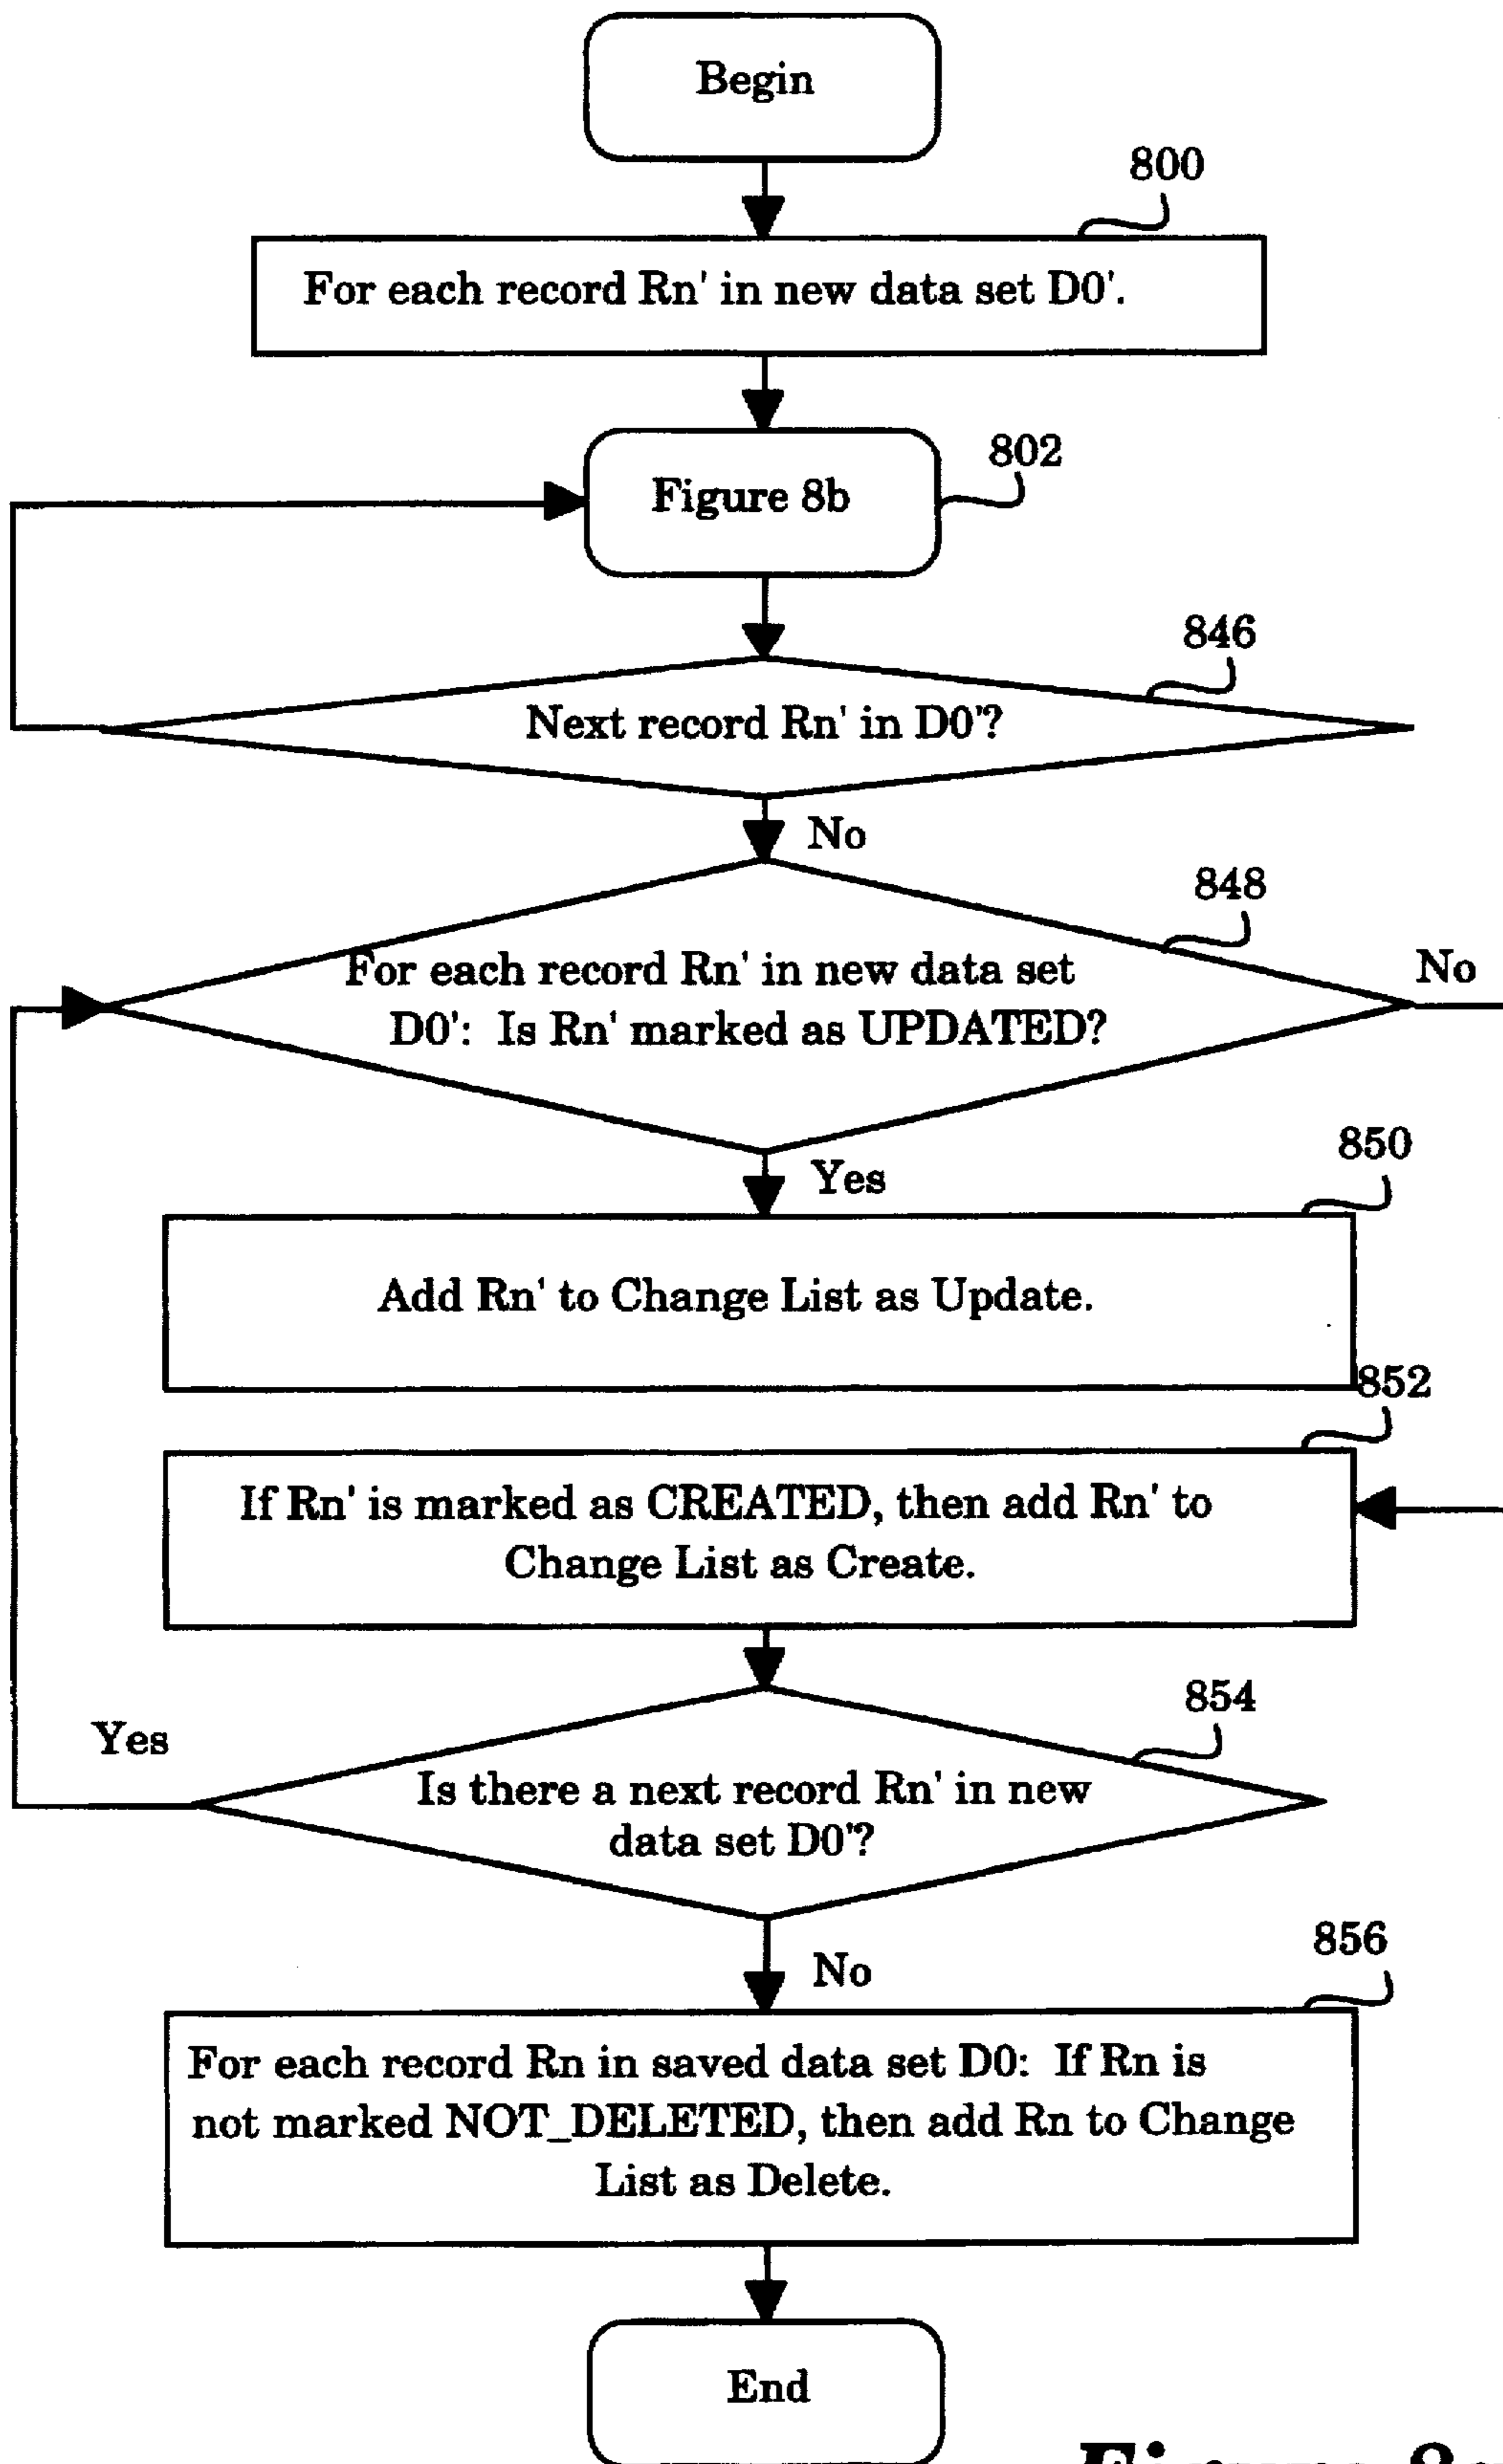 Begin
800
For each record Rn' in new data set D0'.
802
Figure 8b
846
Next record Rn' in D0'?
No
848
For each record Rn' in new data set
No
D0': Is Rn' marked as UPDATED?
850
Yes
Add Rn' to Change List as Update.
852
If Rn' is marked as CREATED, then add Rn' to
Change List as Create.
854
Yes
Is there a next record Rn' in new
data set D0'?
856
No
For each record Rn in saved data set D0: If Rn is
not marked NOT_DELETED, then add Rn to Change
List as Delete.
End